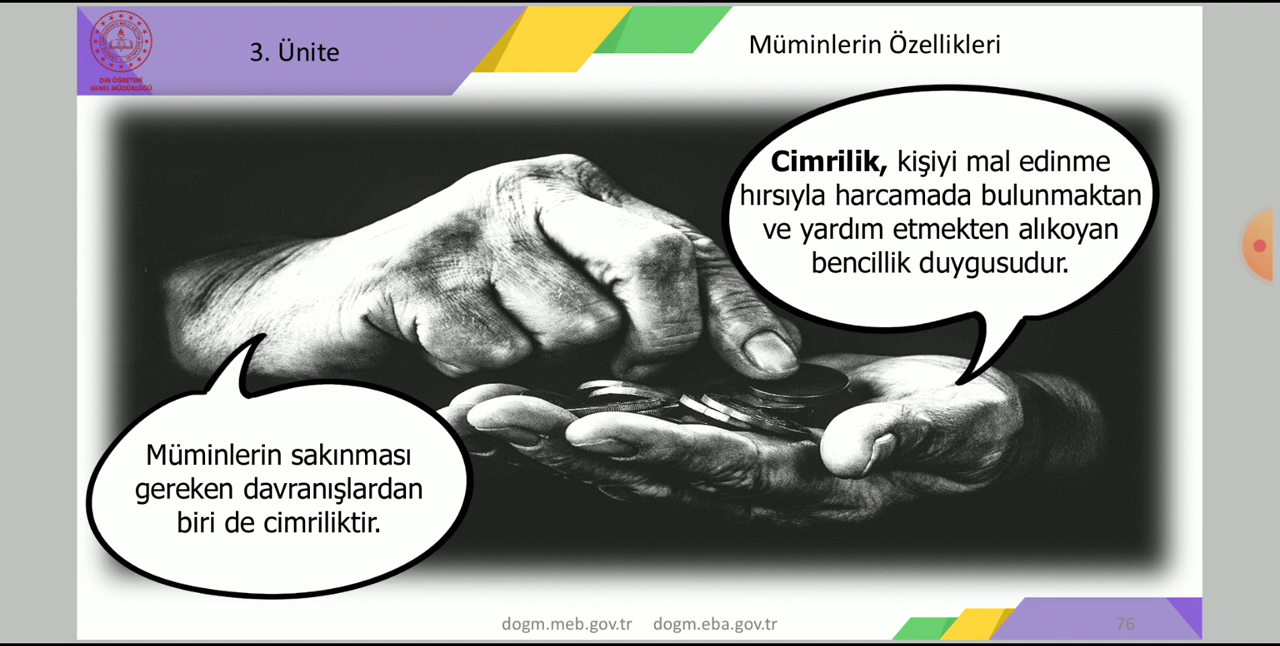 3. Ünite
Müminlerin Özellikleri
DİN ÖĞRETİMİ
GENEL MÜDÜRLÜĞÜ
Cimrilik, kişiyi mal edinme
hırsıyla harcamada bulunmaktan
ve yardım etmekten alıkoyan
bencillik duygusudur.
Müminlerin sakınması
gereken davranışlardan
biri de cimriliktir.
dogm.meb.gov.tr dogm.eba.gov.tr
76